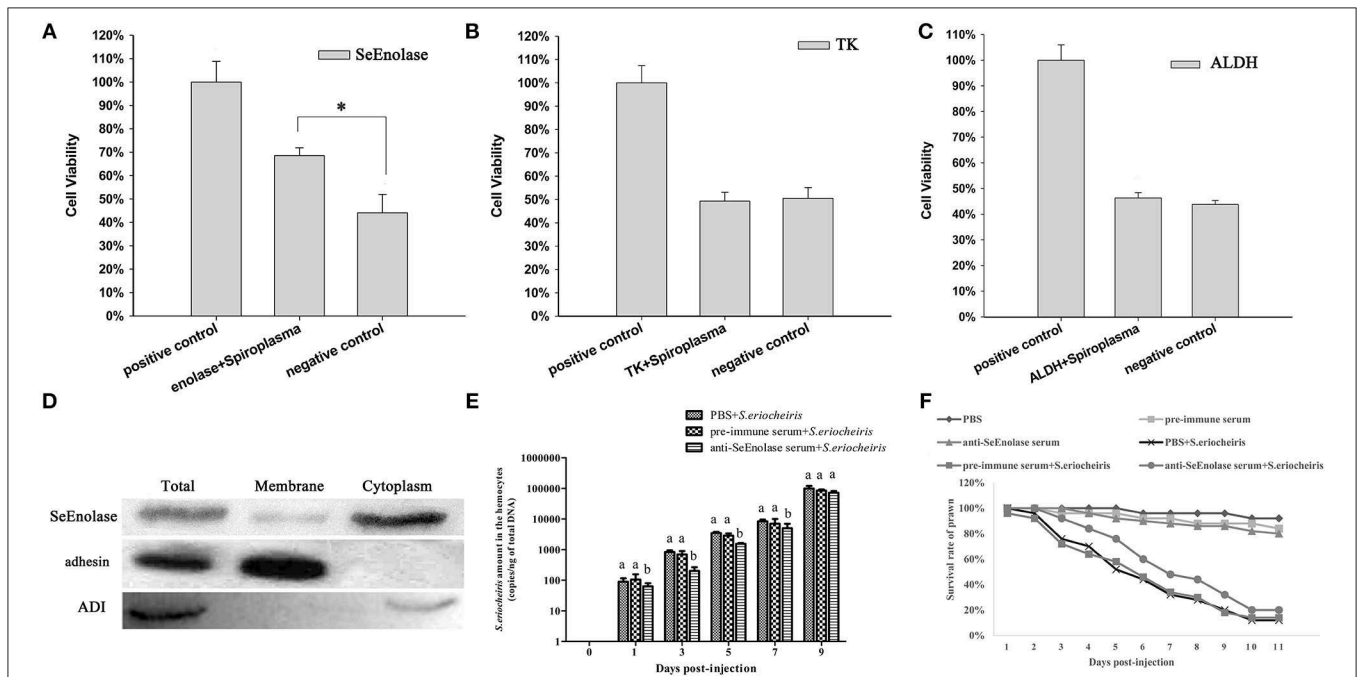 A
SeEnolase
120%
110%
100%
90%
80%
70%
60%
50%
40%
30%
20%
10%
0%
Cell Viability
*
positive control
enolase+Spiroplasma
negative control
B
TK
120%
110%
100%
90%
80%
70%
60%
50%
40%
30%
20%
10%
0%
Cell Viability
positive control
TK+Spiroplasma
negative control
C
ALDH
110%
100%
90%
80%
70%
60%
50%
40%
30%
20%
10%
0%
Cell Viability
positive control
ALDH+Spiroplasma
negative control
D
Total Membrane Cytoplasm
SeEnolase
adhesin
ADI
E
PBS+S.eriocheiris
pre-immune serum+S.eriocheiris
anti-SeEnolase serum+S.eriocheiris
S.eriocheiris amount in the hemocytes
(copies/ng of total DNA)
1000000
100000
10000
1000
100
10
1
a a b
a a b
a a b
a a b
a a a
0 1 3 5 7 9
Days post-injection
F
PBS pre-immune serum
anti-SeEnolase serum PBS+S.eriocheiris
pre-immune serum+S.eriocheiris anti-SeEnolase serum+S.eriocheiris
Survival rate of prawn
120%
100%
80%
60%
40%
20%
0%
1 2 3 4 5 6 7 8 9 10 11
Days post-injection